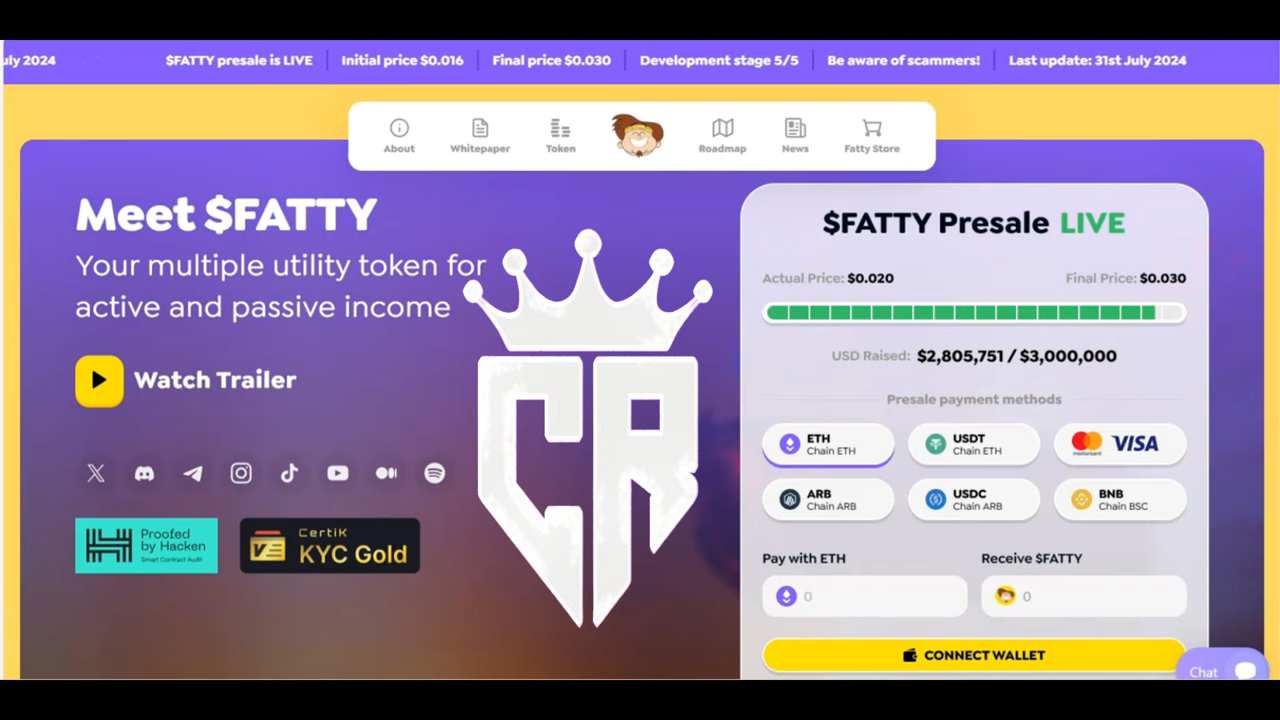 uly 2024
$FATTY presale is LIVE
Initial price $0.016
Final price $0.030
Development stage 5/5
Be aware of scammers!
Last update: 31st July 2024
About
Whitepaper
Token
Roadmap
News
Fatty Store
Meet $FATTY
Your multiple utility token for
active and passive income
Watch Trailer
Proofed
by Hacken
Smart Contract Audit
CERTIK
KYC Gold
CR
$FATTY Presale LIVE
Actual Price: $0.020
Final Price: $0.030
USD Raised: $2,805,751 / $3,000,000
Presale payment methods
ETH
Chain ETH
USDT
Chain ETH
mastercard
VISA
ARB
Chain ARB
USDC
Chain ARB
BNB
Chain BSC
Pay with ETH
Receive $FATTY
0
0
CONNECT WALLET
Chat